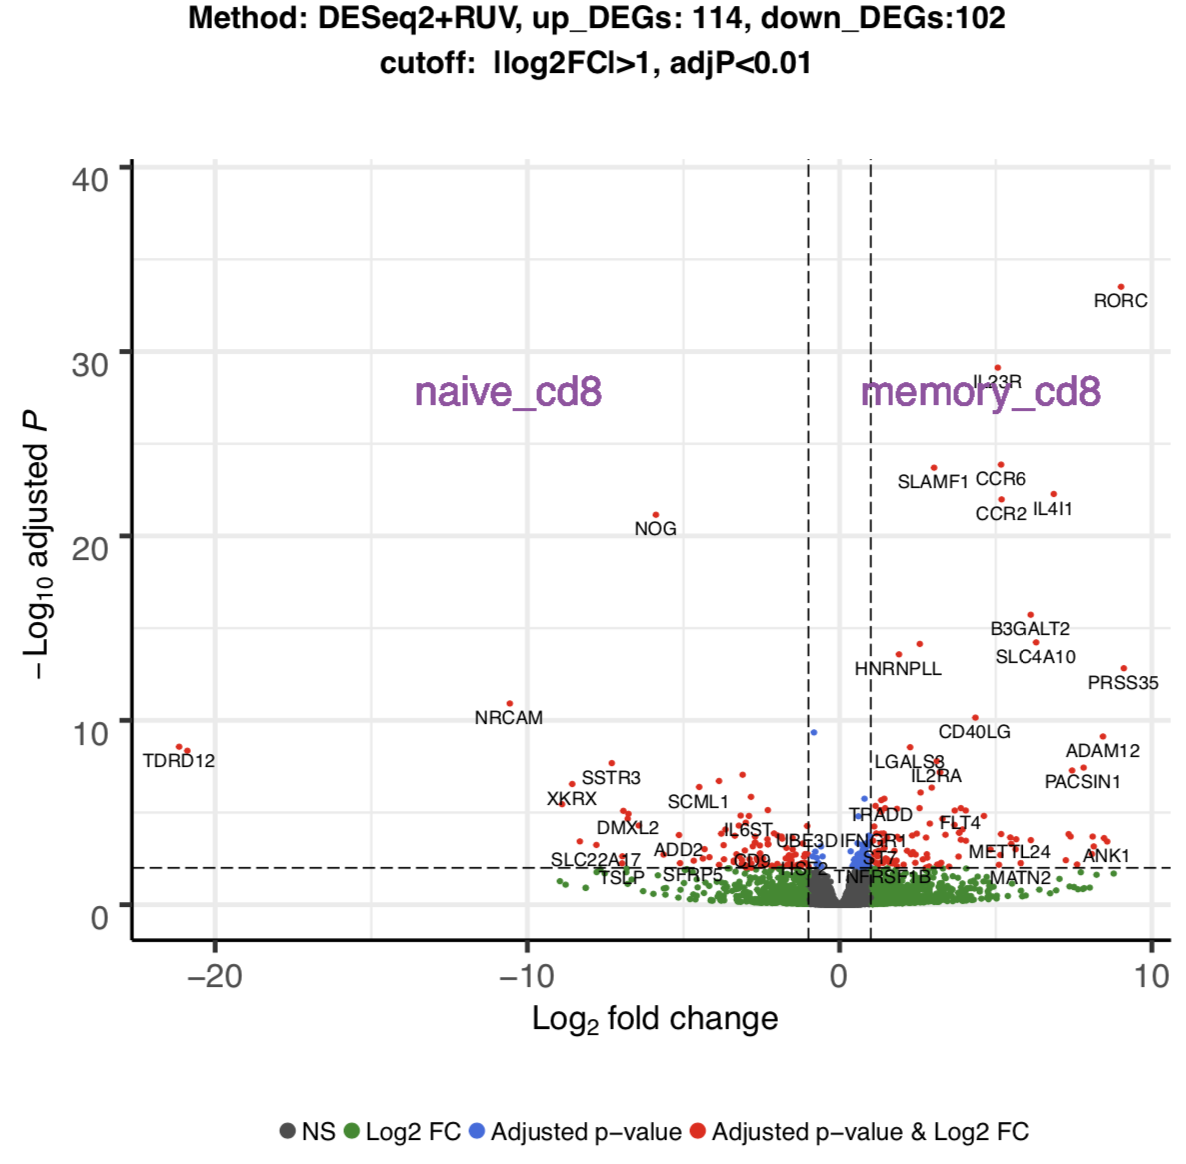 Method: DESeq2+RUV, up_DEGs: 114, down_DEGs:102
cutoff: |log2FC|>1, adjP<0.01
40
RORC
30
IL23R
naive_cd8
memory_cd8
SLAMF1
CCR6
CCR2
IL4I1
NOG
20
B3GALT2
SLC4A10
HNRNPLL
PRSS35
NRCAM
CD40LG
10
TDRD12
ADAM12
LGALS3
IL2RA
SSTR3
PACSIN1
XKRX
SCML1
TRADD
DMXL2
IL6ST
FLT4
UBE3D
IFNGR1
ADD2
METTL24
ANK1
SLC22A17
CD9
ST7
TSLP
SFRP5
HSF2
TNFRSF1B
MATN2
0
−20
−10
0
10
−Log10 adjusted P
Log2 fold change
NS
Log2 FC
Adjusted p−value
Adjusted p−value & Log2 FC